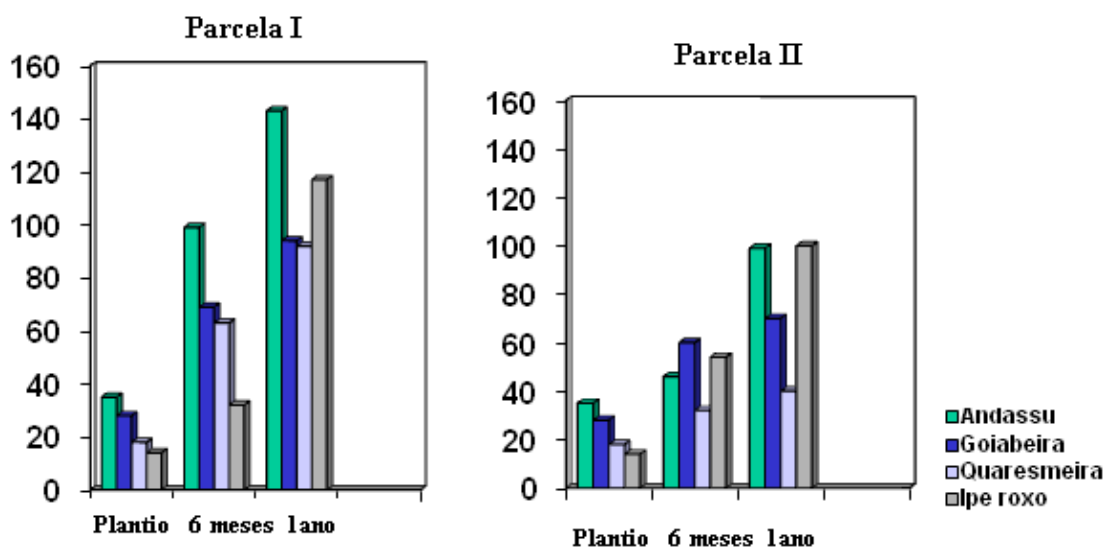 Parcela I
160
140
120
100
80
60
40
20
0
Plantio 6 meses 1ano
Parcela II
160
140
120
100
80
60
40
20
0
Plantio 6 meses 1ano
Andassu
Goiabeira
Quaresmeira
Ipe roxo